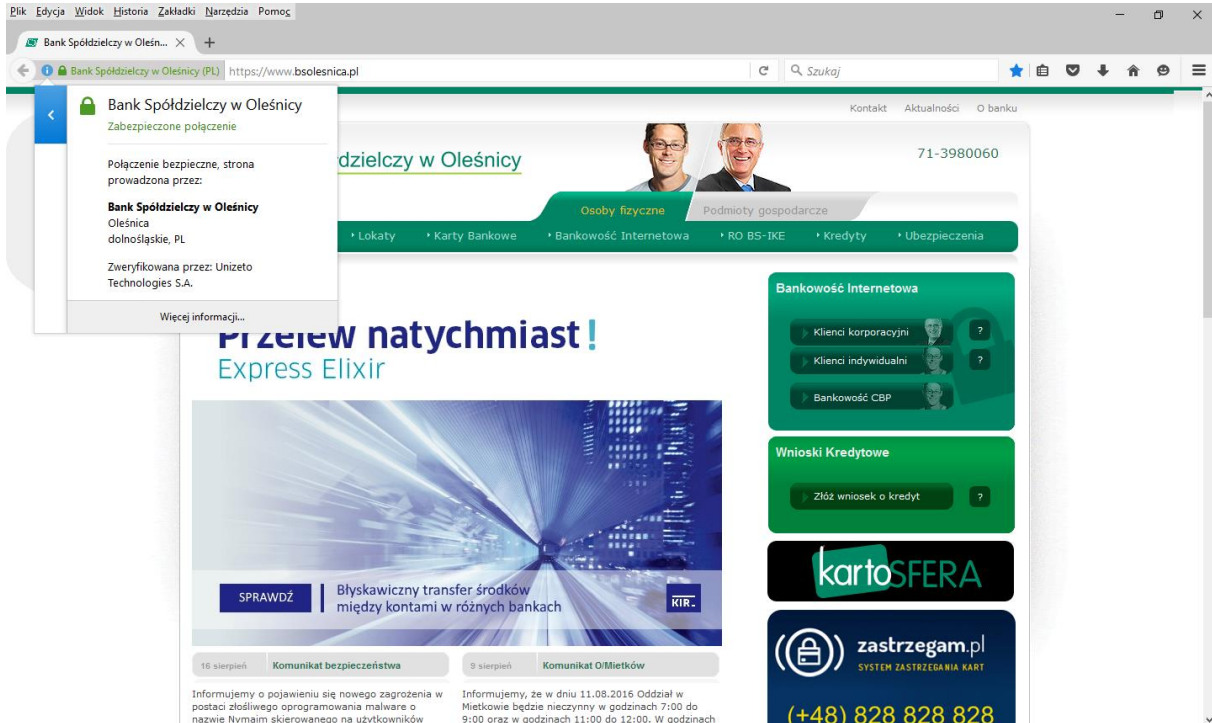 Plik Edycja Widok Historia Zakładki Narzędzia Pomoc
Bank Spółdzielczy w Oleśn...
Bank Spółdzielczy w Oleśnicy (PL) https://www.bsolesnica.pl
Szukaj
Bank Spółdzielczy w Oleśnicy
Zabezpieczone połączenie
Połączenie bezpieczne, strona
prowadzona przez:
Bank Spółdzielczy w Oleśnicy
Oleśnica
dolnośląskie, PL
Zweryfikowana przez: Unizeto
Technologies S.A.
Więcej informacji...
Kontakt Aktualności O banku
dzielczy w Oleśnicy
71-3980060
Osoby fizyczne Podmioty gospodarcze
Lokaty Karty Bankowe Bankowość Internetowa RO BS-IKE Kredyty Ubezpieczenia
Przelew natychmiast!
Express Elixir
SPRAWDŹ
Błyskawiczny transfer środków
między kontami w różnych bankach
KIR
16 sierpień Komunikat bezpieczeństwa
Informujemy o pojawieniu się nowego zagrożenia w
postaci złośliwego oprogramowania malware o
nazwie Nymaim skierowanego na użytkowników
9 sierpień Komunikat O/Mietków
Informujemy, że w dniu 11.08.2016 Oddział w
Mietkowie będzie nieczynny w godzinach 7:00 do
9:00 oraz w godzinach 11:00 do 12:00. W godzinach
Bankowość Internetowa
Klienci korporacyjni ?
Klienci indywidualni ?
Bankowość CBP
Wnioski Kredytowe
Złóż wniosek o kredyt ?
kartoSFERA
zastrzegam.pl
SYSTEM ZASTRZEGANIA KART
(+48) 828 828 828